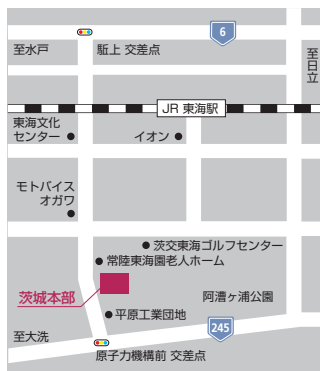 6
至水戸
駈上 交差点
至日立
JR 東海駅
東海文化
センター
イオン
モトバイス
オガワ
茨交東海ゴルフセンター
常陸東海園老人ホーム
茨城本部
阿漕ヶ浦公園
平原工業団地
245
至大洗
原子力機構前 交差点